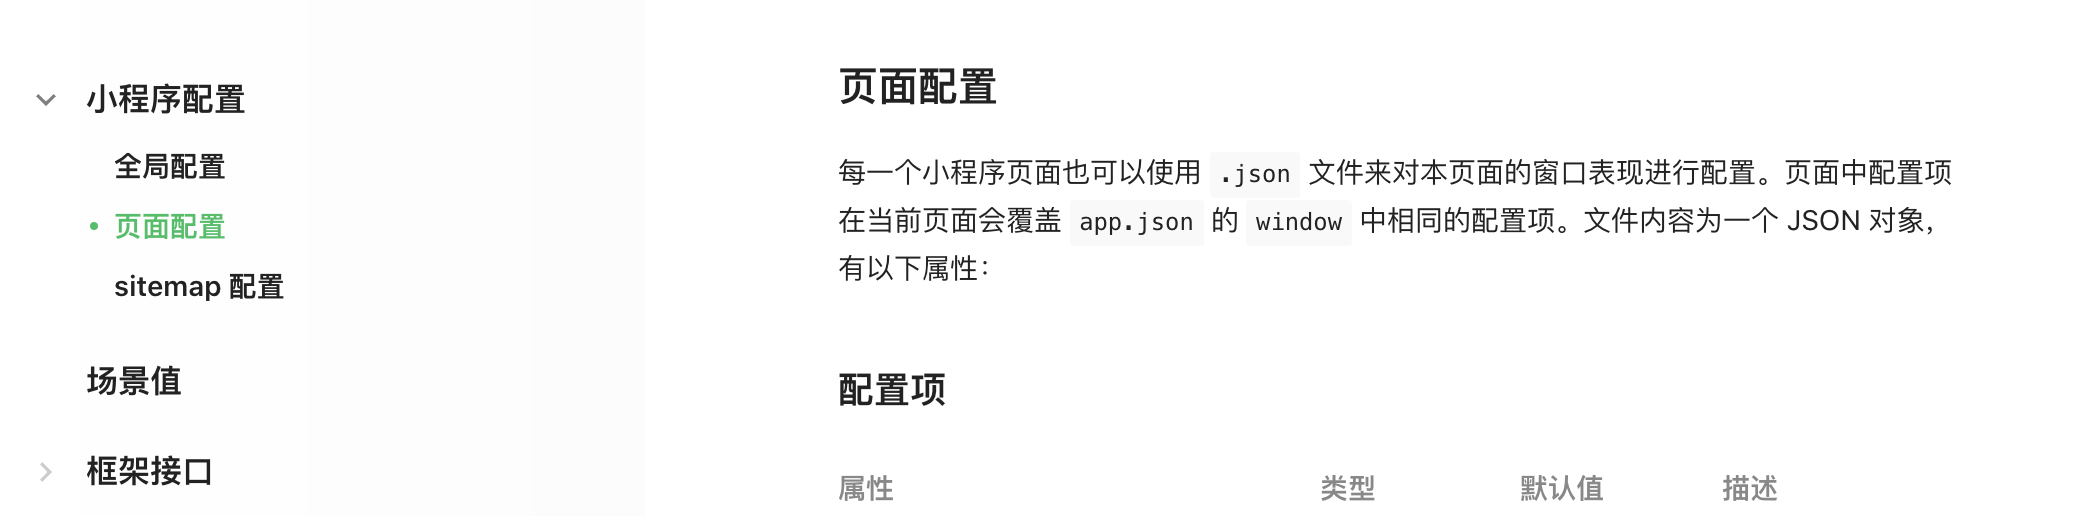 小程序配置
全局配置
页面配置
sitemap 配置
场景值
框架接口
页面配置
每一个小程序页面也可以使用 .json 文件来对本页面的窗口表现进行配置。页面中配置项
在当前页面会覆盖 app.json 的 window 中相同的配置项。文件内容为一个 JSON 对象，
有以下属性：
配置项
属性 类型 默认值 描述